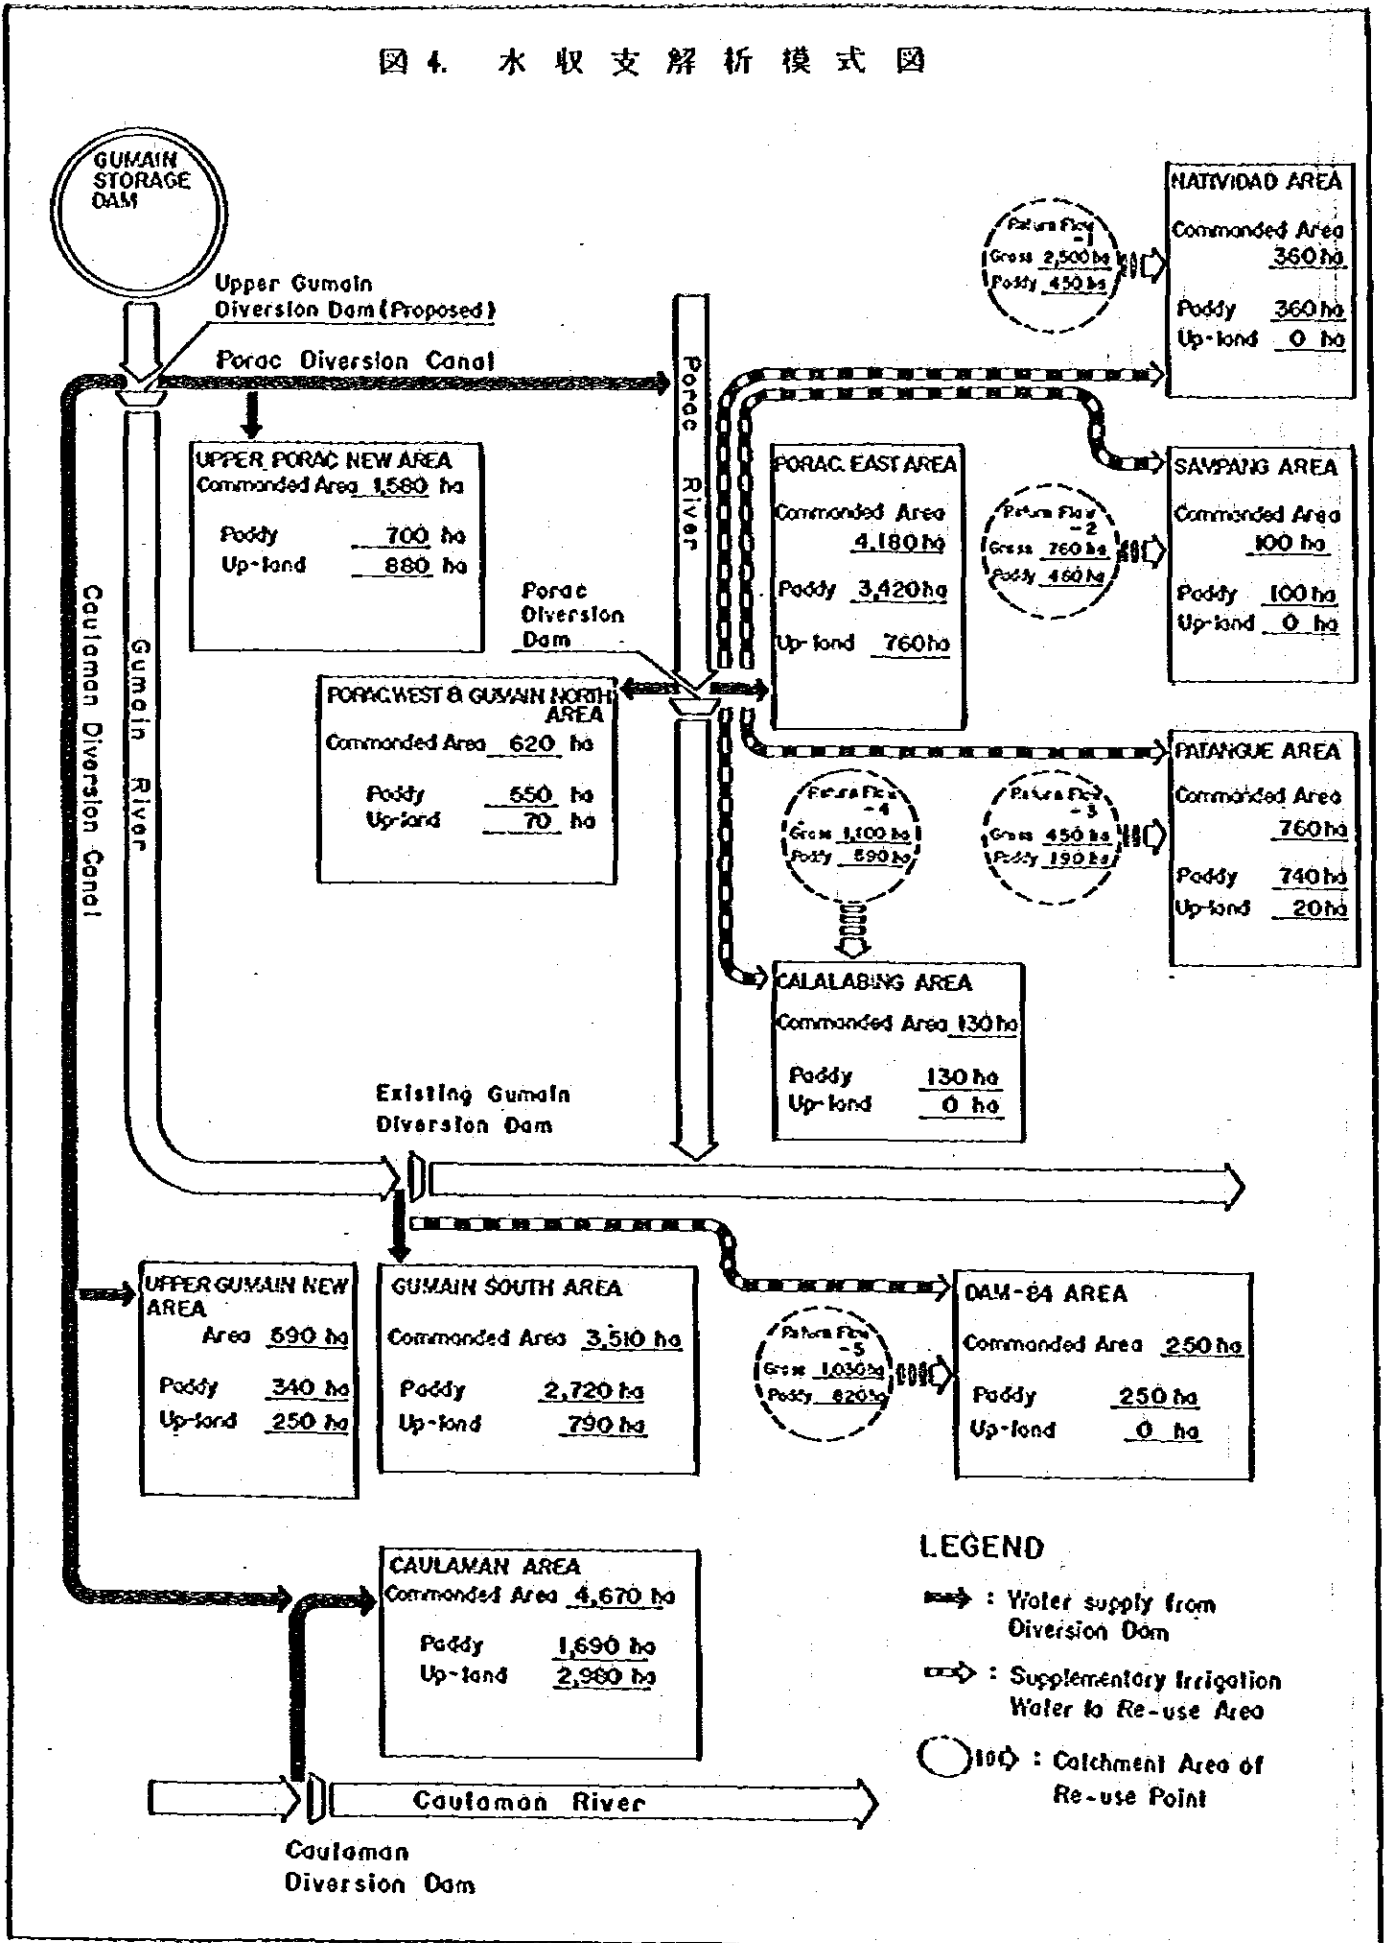 図 4. 水収支解析模式図
GUMAIN
STORAGE
DAM
Upper Gumain
Diversion Dam (Proposed)
Porac Diversion Canal
Porac River
Gumain River
Caulaman Diversion Canal
NATIVIDAD AREA
Commanded Area
360 ha
Paddy 360 ha
Up-land 0 ha
Return Flow
-1
Gross 2,500 ha
Paddy 450 ha
UPPER PORAC NEW AREA
Commanded Area 1,580 ha
Paddy 700 ha
Up-land 880 ha
PORAC EAST AREA
Commanded Area
4,180 ha
Paddy 3,420 ha
Up-land 760 ha
SAMPANG AREA
Commanded Area
100 ha
Paddy 100 ha
Up-land 0 ha
Return Flow
-2
Gross 760 ha
Paddy 460 ha
Porac
Diversion
Dam
PORAC WEST & GUMAIN NORTH
AREA
Commanded Area 620 ha
Paddy 550 ha
Up-land 70 ha
PATANGUE AREA
Commanded Area
760 ha
Paddy 740 ha
Up-land 20 ha
Return Flow
-4
Gross 1,100 ha
Paddy 590 ha
Return Flow
-3
Gross 450 ha
Paddy 190 ha
CALALABING AREA
Commanded Area 130 ha
Paddy 130 ha
Up-land 0 ha
Existing Gumain
Diversion Dam
UPPER GUMAIN NEW
AREA
Area 590 ha
Paddy 340 ha
Up-land 250 ha
GUMAIN SOUTH AREA
Commanded Area 3,510 ha
Paddy 2,720 ha
Up-land 790 ha
Return Flow
-5
Gross 1,030 ha
Paddy 820 ha
DAM-84 AREA
Commanded Area 250 ha
Paddy 250 ha
Up-land 0 ha
CAULAMAN AREA
Commanded Area 4,670 ha
Paddy 1,690 ha
Up-land 2,980 ha
Caulaman River
Caulaman
Diversion Dam
LEGEND
: Water supply from
Diversion Dam
: Supplementary Irrigation
Water to Re-use Area
: Catchment Area of
Re-use Point